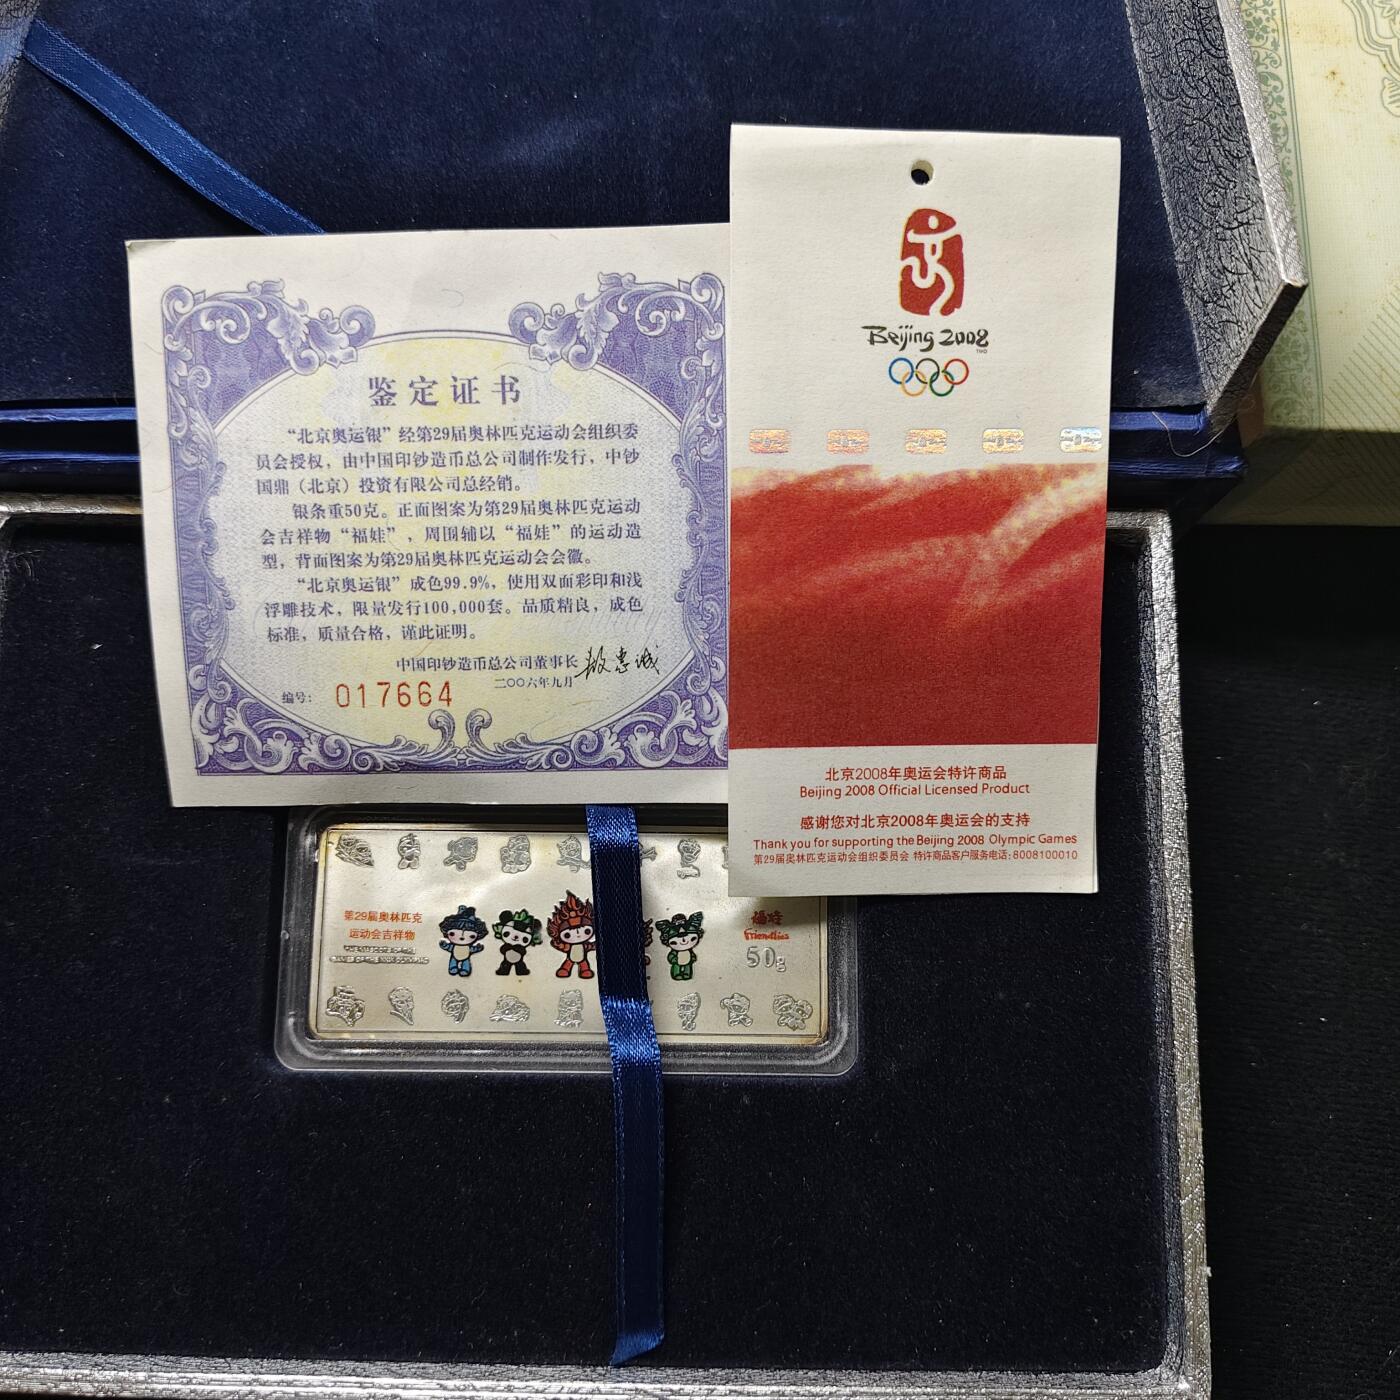 鉴定证书
“北京奥运银”经第29届奥林匹克运动会组织委
员会授权，由中国印钞造币总公司制作发行，中钞
国鼎（北京）投资有限公司总经销。
银条重50克。正面图案为第29届奥林匹克运动
会吉祥物“福娃”，周围辅以“福娃”的运动造
型，背面图案为第29届奥林匹克运动会会徽。
“北京奥运银”成色99.9%，使用双面彩印和浅
浮雕技术，限量发行100,000套。品质精良，成色
标准，质量合格，谨此证明。
中国印钞造币总公司董事长
二〇〇六年九月
编号：017664
Beijing 2008
北京2008年奥运会特许商品
Beijing 2008 Official Licensed Product
感谢您对北京2008年奥运会的支持
Thank you for supporting the Beijing 2008 Olympic Games
第29届奥林匹克运动会组织委员会 特许商品客户服务电话:8008100010
第29届奥林匹克
运动会吉祥物
福娃
Friendlies
50g